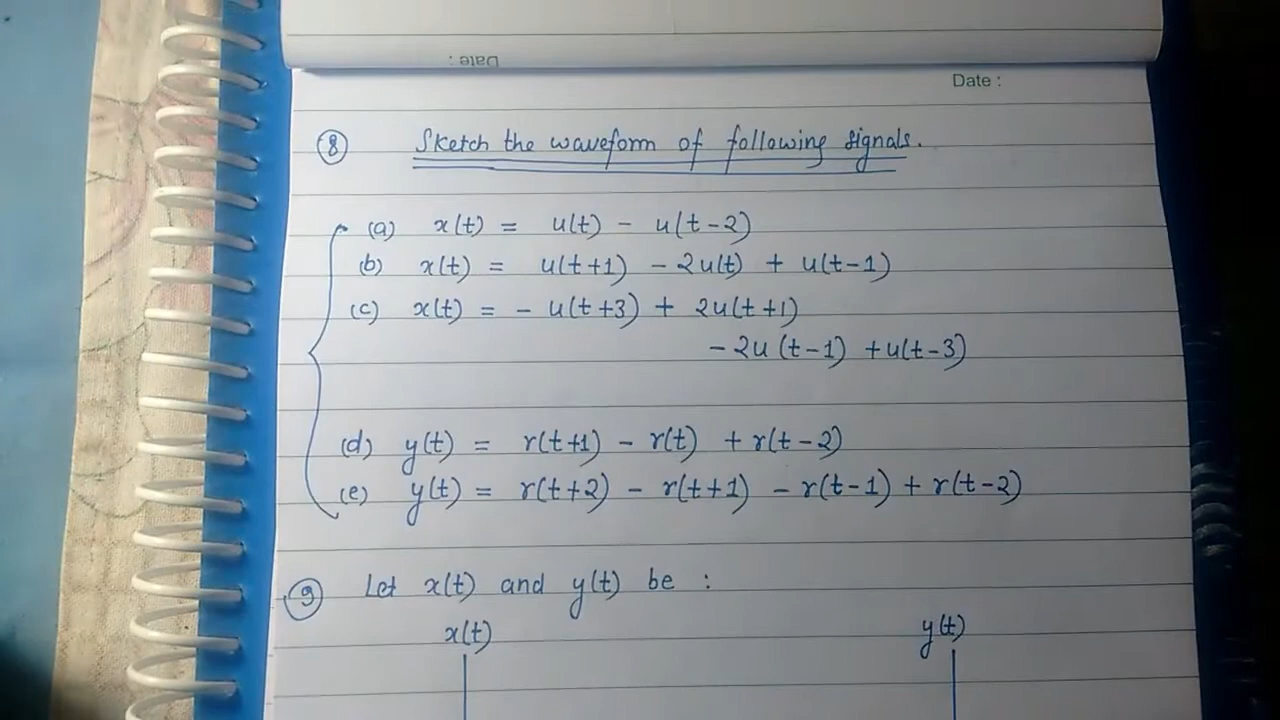 Date :
Date :
8 Sketch the waveform of following signals.
(a) x(t) = u(t) - u(t-2)
(b) x(t) = u(t+1) - 2u(t) + u(t-1)
(c) x(t) = - u(t+3) + 2u(t+1)
-2u(t-1) + u(t-3)
(d) y(t) = r(t+1) - r(t) + r(t-2)
(e) y(t) = r(t+2) - r(t+1) - r(t-1) + r(t-2)
9 Let x(t) and y(t) be :
x(t) y(t)